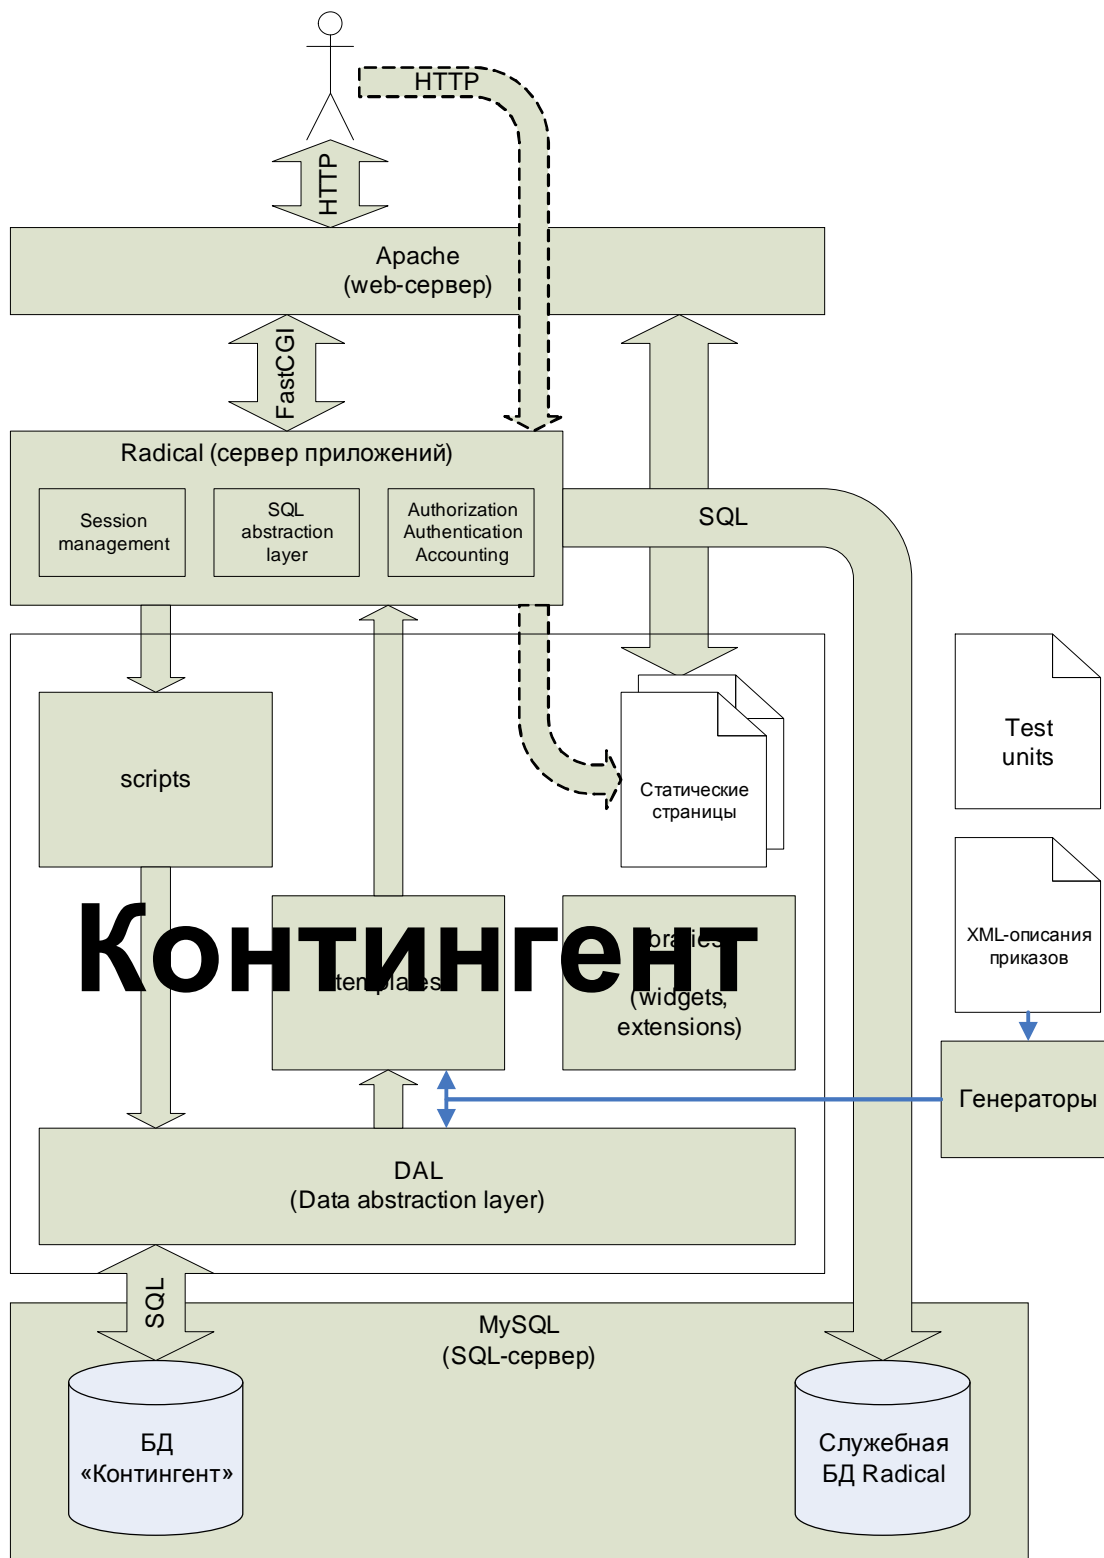 HTTP
HTTP
Apache
(web-сервер)
FastCGI
Radical (сервер приложений)
Session
management
SQL
abstraction
layer
Authorization
Authentication
Accounting
SQL
scripts
Статические
страницы
Test
units
XML-описания
приказов
Контингент
templates
(widgets,
extensions)
Генераторы
DAL
(Data abstraction layer)
SQL
MySQL
(SQL-сервер)
БД
«Контингент»
Служебная
БД Radical